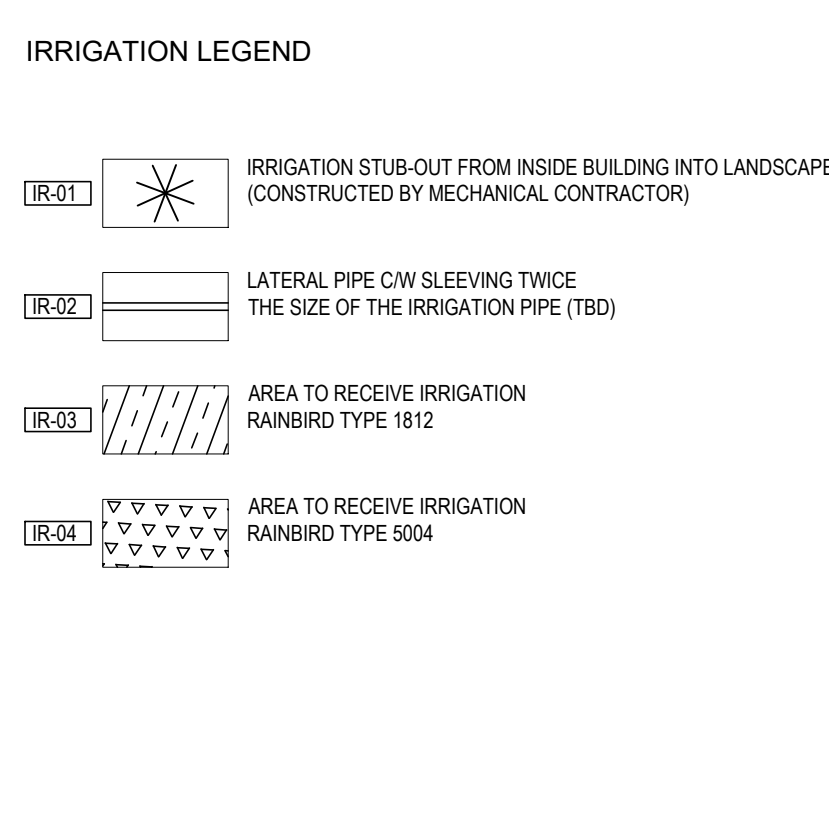 IRRIGATION LEGEND
IR-01
IRRIGATION STUB-OUT FROM INSIDE BUILDING INTO LANDSCAPE
(CONSTRUCTED BY MECHANICAL CONTRACTOR)
IR-02
LATERAL PIPE C/W SLEEVING TWICE
THE SIZE OF THE IRRIGATION PIPE (TBD)
IR-03
AREA TO RECEIVE IRRIGATION
RAINBIRD TYPE 1812
IR-04
AREA TO RECEIVE IRRIGATION
RAINBIRD TYPE 5004